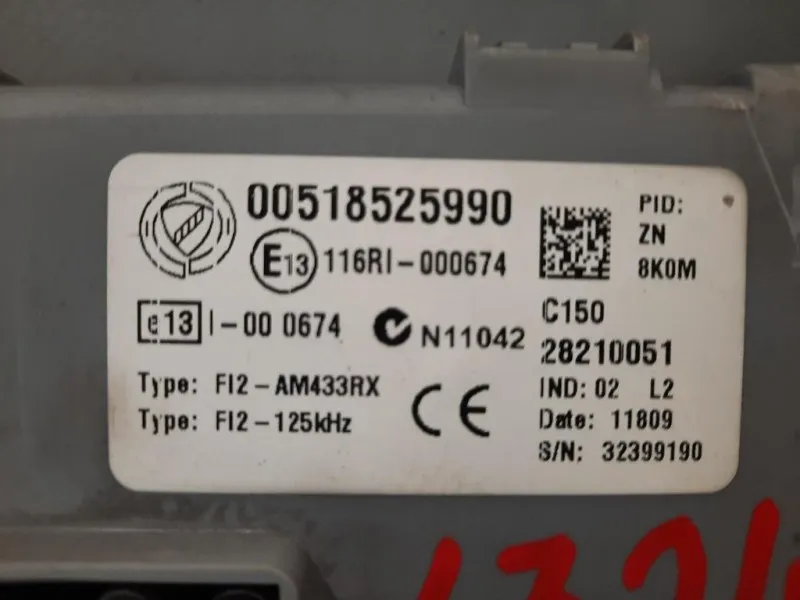 00518525990
E13 116RI-000674
e13 I-00 0674
N11042
Type: FI2-AM433RX
Type: FI2-125kHz
CE
PID:
ZN
8K0M
C150
28210051
IND: 02 L2
Date: 11809
S/N: 32399190